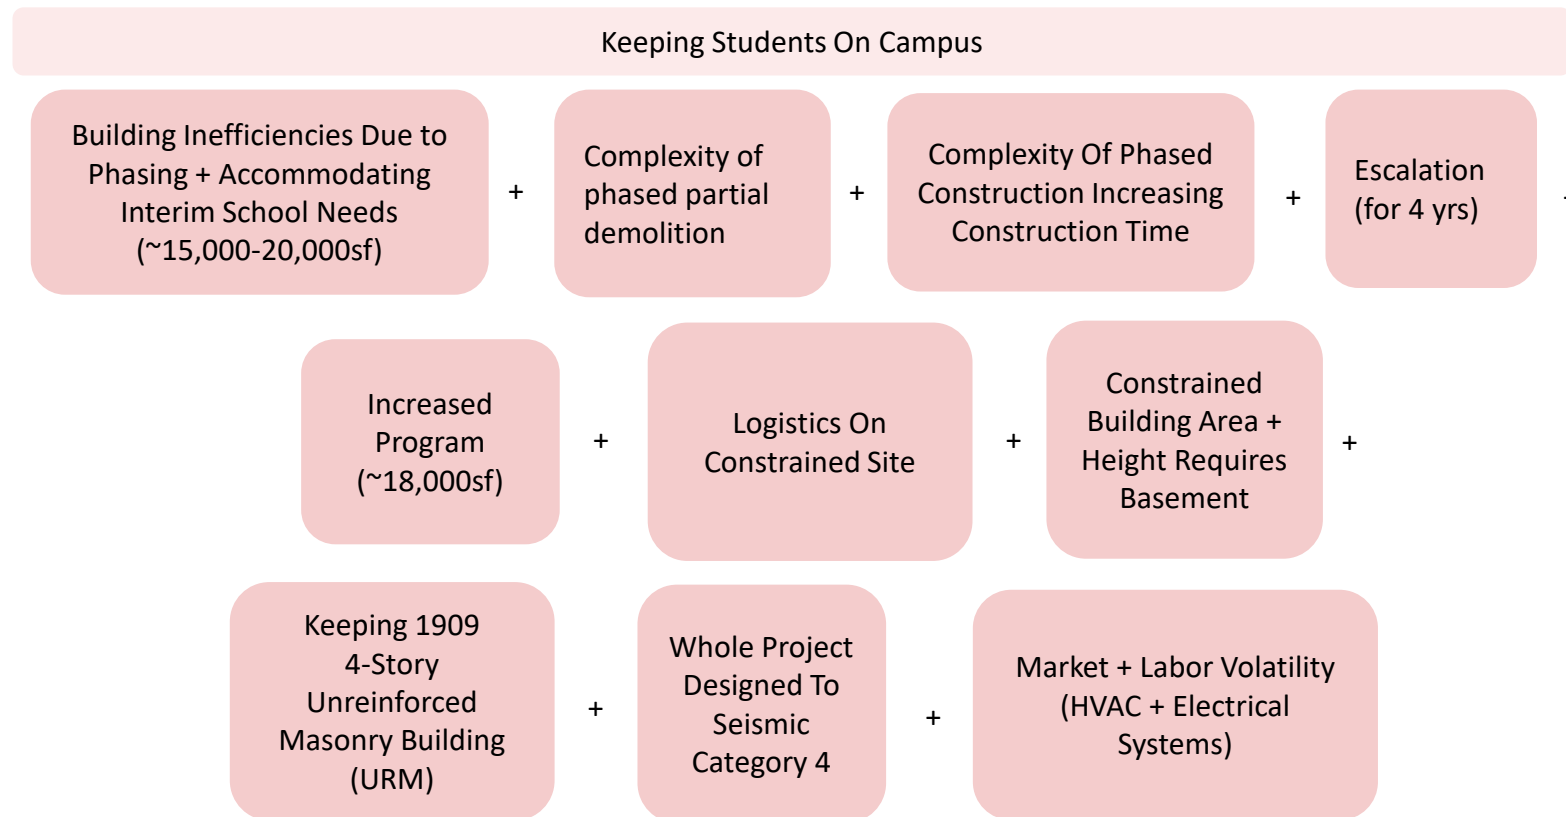 Keeping Students On Campus
Building Inefficiencies Due to
Phasing + Accommodating
Interim School Needs
(~15,000-20,000sf)
+
Complexity of
phased partial
demolition
+
Complexity Of Phased
Construction Increasing
Construction Time
+
Escalation
(for 4 yrs)
+
Increased
Program
(~18,000sf)
+
Logistics On
Constrained Site
+
Constrained
Building Area +
Height Requires
Basement
+
Keeping 1909
4-Story
Unreinforced
Masonry Building
(URM)
+
Whole Project
Designed To
Seismic
Category 4
+
Market + Labor Volatility
(HVAC + Electrical
Systems)